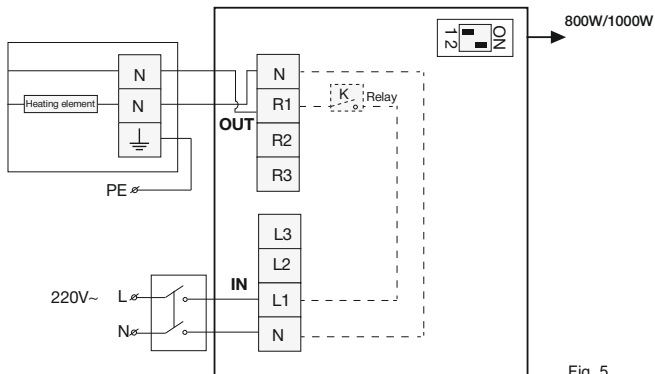 800W/1000W
ON
1 2
N
N
Heating element
N
R1
K Relay
N
OUT
R2
R3
PE
L3
L2
IN
220V~ L
L1
N
N
Fig. 5